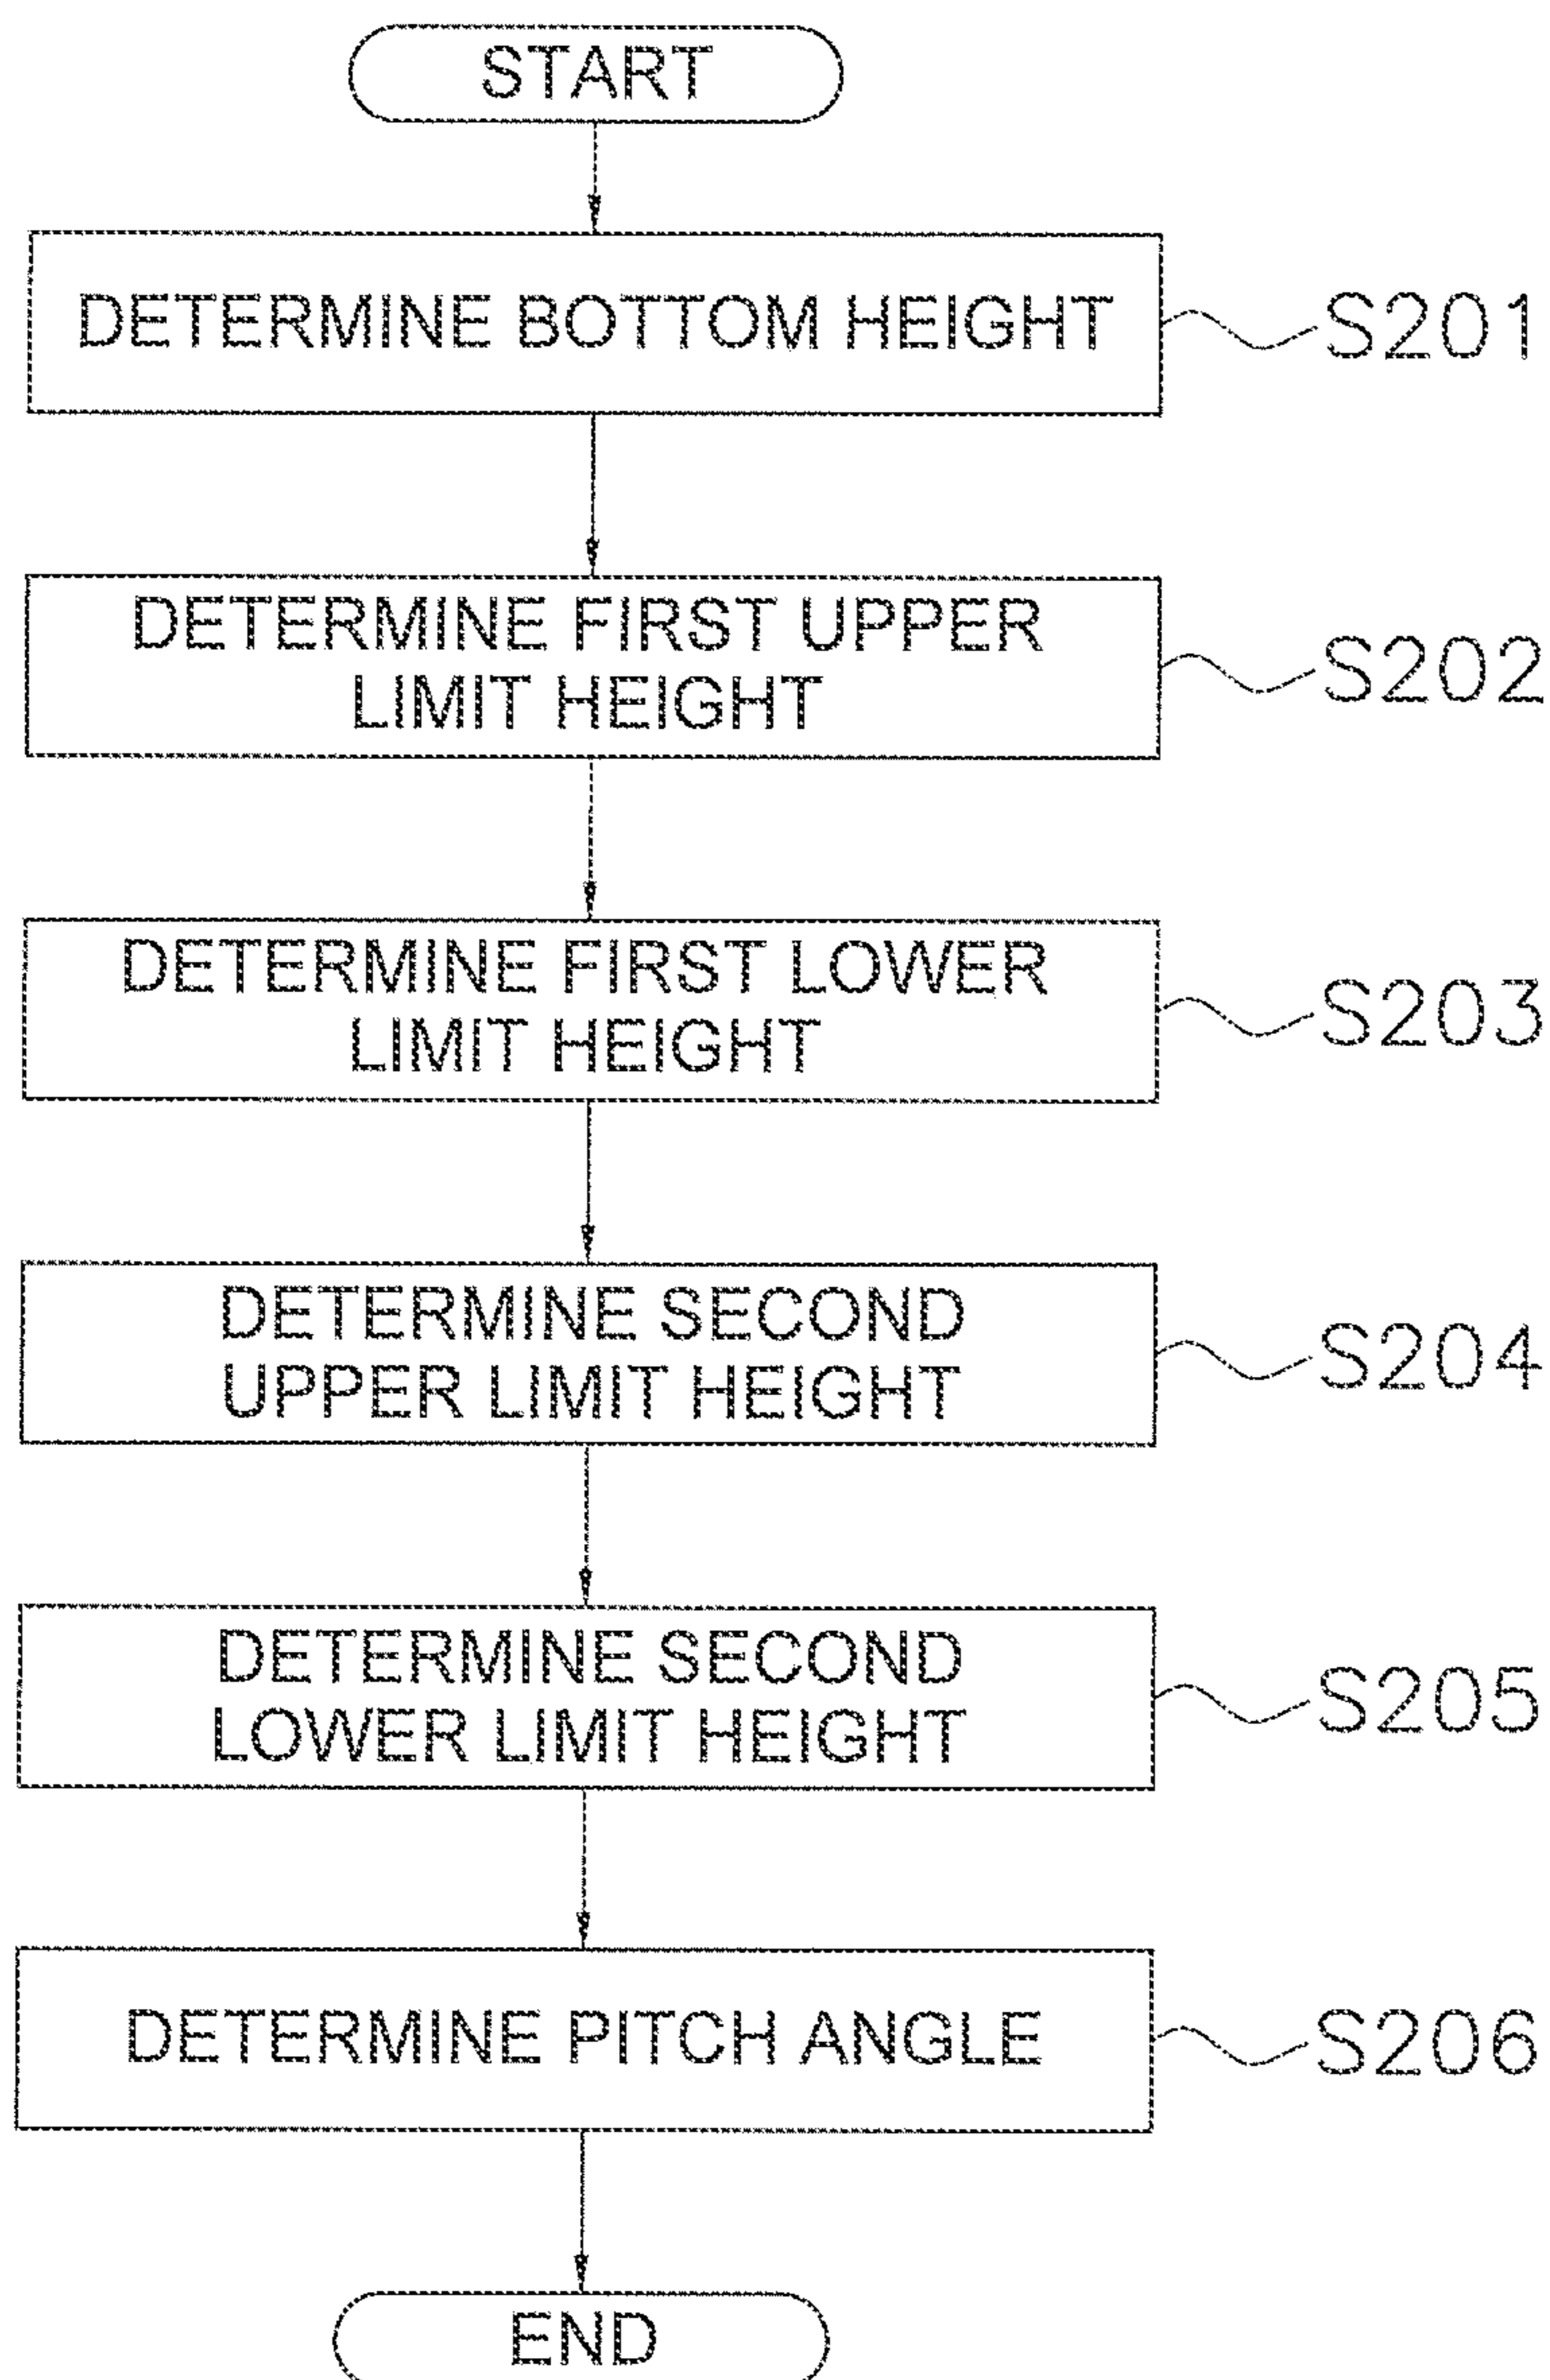 START
DETERMINE BOTTOM HEIGHT
S201
DETERMINE FIRST UPPER
LIMIT HEIGHT
S202
DETERMINE FIRST LOWER
LIMIT HEIGHT
S203
DETERMINE SECOND
UPPER LIMIT HEIGHT
S204
DETERMINE SECOND
LOWER LIMIT HEIGHT
S205
DETERMINE PITCH ANGLE
S206
END